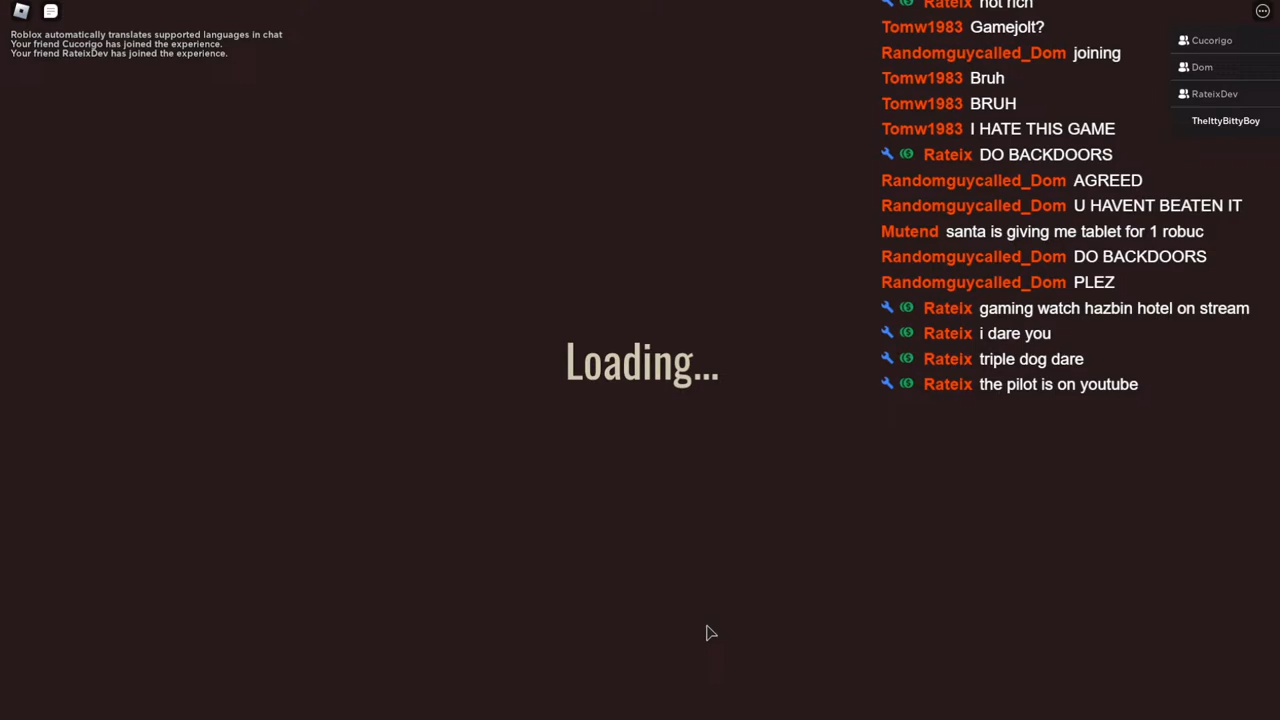 Roblox automatically translates supported languages in chat
Your friend Cucorigo has joined the experience.
Your friend RateixDev has joined the experience.
Rateix not rich
Tomw1983 Gamejolt?
Randomguycalled_Dom joining
Tomw1983 Bruh
Tomw1983 BRUH
Tomw1983 I HATE THIS GAME
Rateix DO BACKDOORS
Randomguycalled_Dom AGREED
Randomguycalled_Dom U HAVENT BEATEN IT
Mutend santa is giving me tablet for 1 robuc
Randomguycalled_Dom DO BACKDOORS
Randomguycalled_Dom PLEZ
Rateix gaming watch hazbin hotel on stream
Rateix i dare you
Rateix triple dog dare
Rateix the pilot is on youtube
Cucorigo
Dom
RateixDev
TheIttyBittyBoy
Loading...